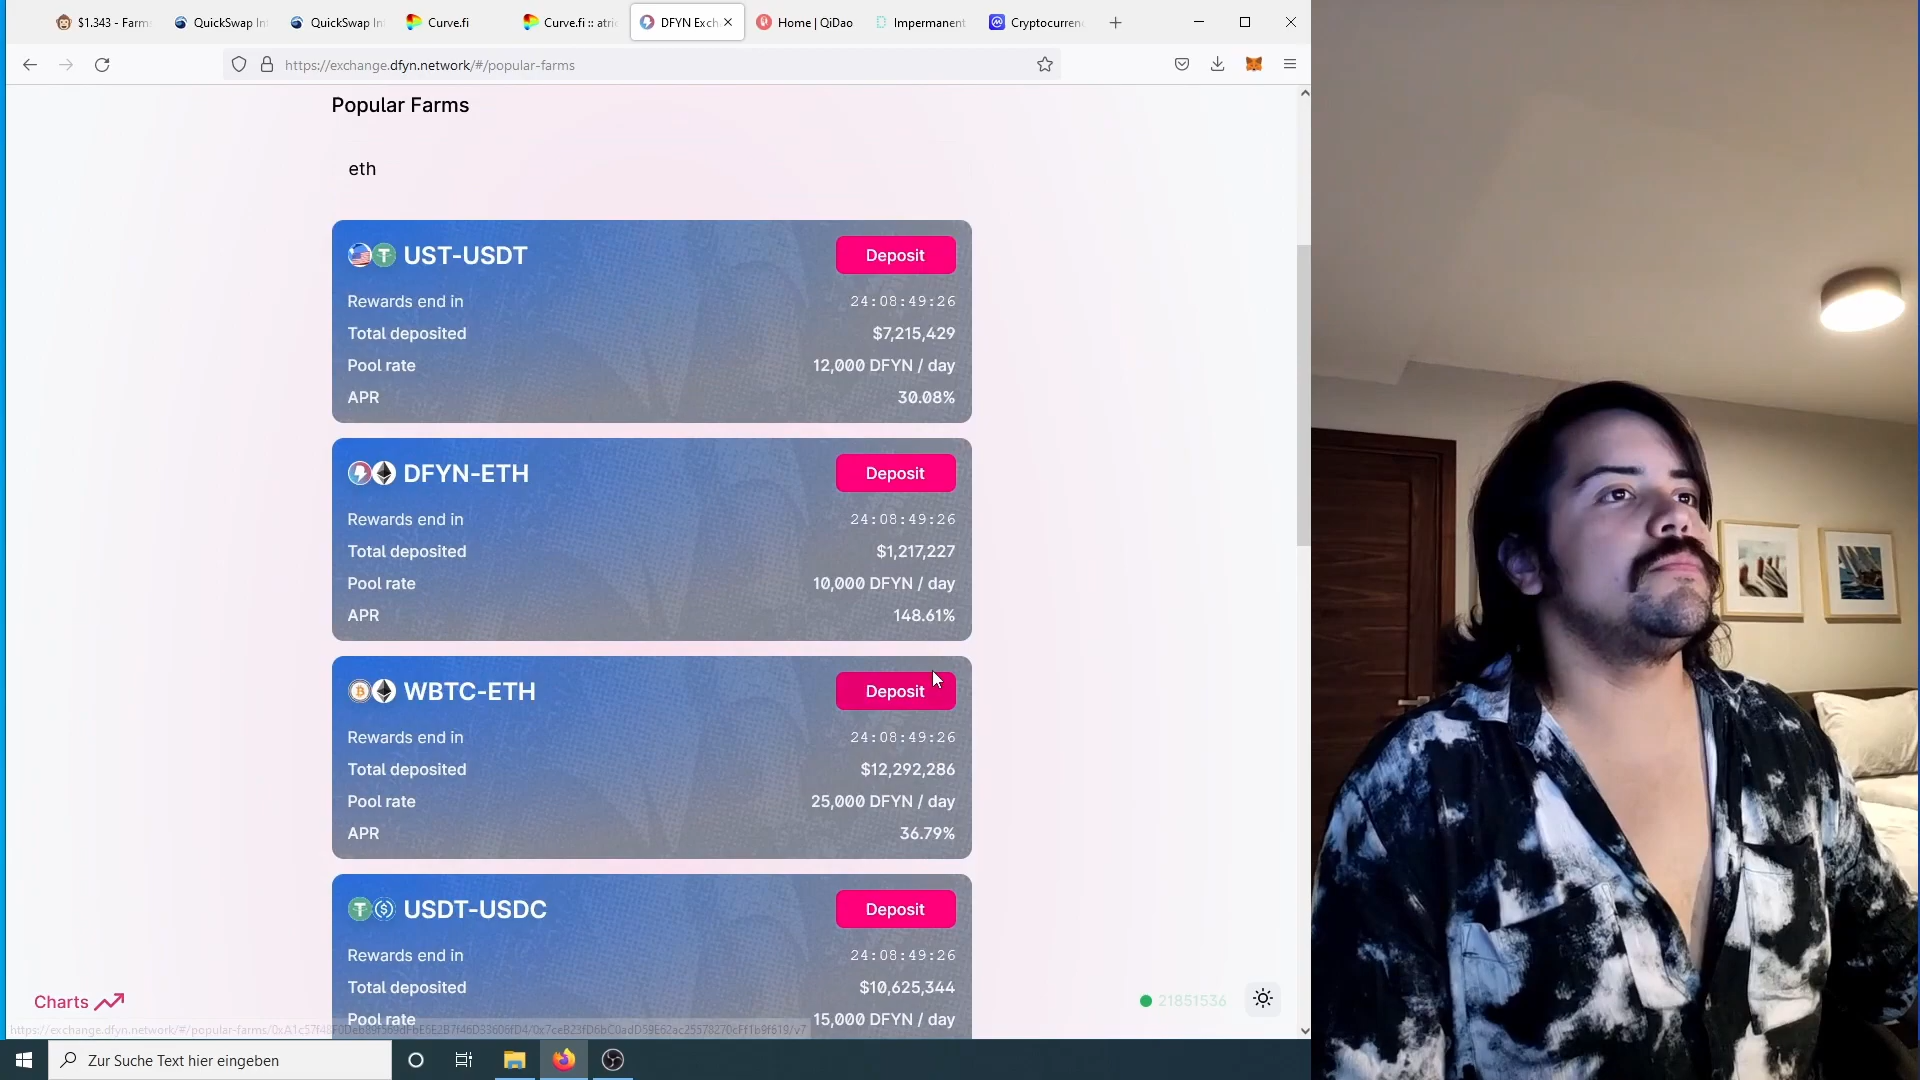 $1.343 - Farm
QuickSwap Int
QuickSwap Int
Curve.fi
Curve.fi :: atric
DFYN Exch
Home | QiDao
Impermanent
Cryptocurrenc
https://exchange.dfyn.network/#/popular-farms
Popular Farms
eth
UST-USDT
Deposit
Rewards end in 24:08:49:26
Total deposited $7,215,429
Pool rate 12,000 DFYN / day
APR 30.08%
DFYN-ETH
Deposit
Rewards end in 24:08:49:26
Total deposited $1,217,227
Pool rate 10,000 DFYN / day
APR 148.61%
WBTC-ETH
Deposit
Rewards end in 24:08:49:26
Total deposited $12,292,286
Pool rate 25,000 DFYN / day
APR 36.79%
USDT-USDC
Deposit
Rewards end in 24:08:49:26
Total deposited $10,625,344
Pool rate 15,000 DFYN / day
Charts
21851536
Zur Suche Text hier eingeben